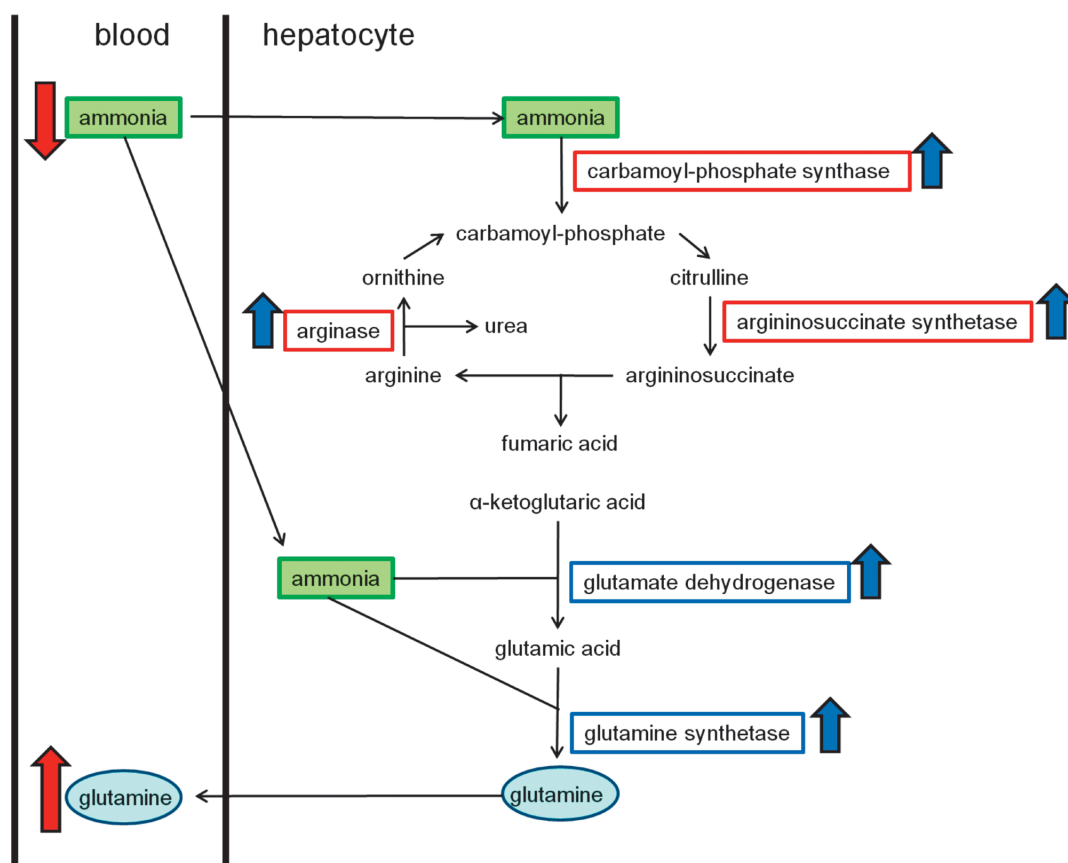 blood
hepatocyte
ammonia
ammonia
carbamoyl-phosphate synthase
carbamoyl-phosphate
ornithine
citrulline
arginase
urea
argininosuccinate synthetase
arginine
argininosuccinate
fumaric acid
α-ketoglutaric acid
ammonia
glutamate dehydrogenase
glutamic acid
glutamine synthetase
glutamine
glutamine